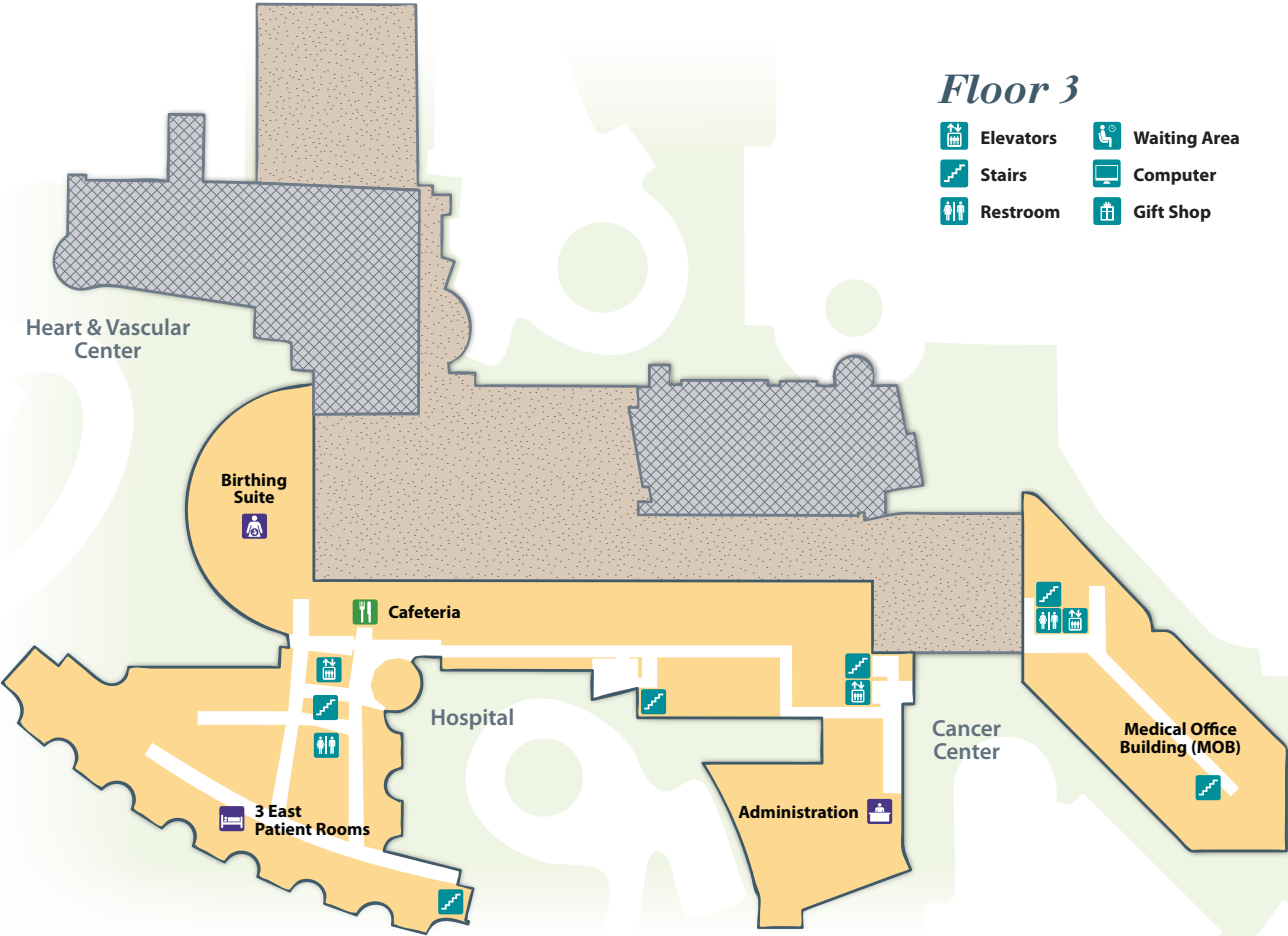 Floor 3
Elevators
Waiting Area
Stairs
Computer
Restroom
Gift Shop
Heart & Vascular
Center
Birthing
Suite
Cafeteria
Hospital
Cancer
Center
Medical Office
Building (MOB)
3 East
Patient Rooms
Administration